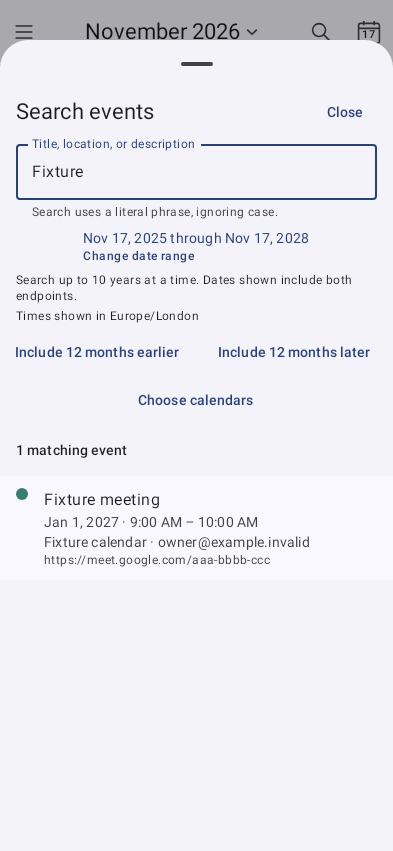 November 2026
17
Search events
Close
Title, location, or description
Fixture
Search uses a literal phrase, ignoring case.
Nov 17, 2025 through Nov 17, 2028
Change date range
Search up to 10 years at a time. Dates shown include both
endpoints.
Times shown in Europe/London
Include 12 months earlier
Include 12 months later
Choose calendars
1 matching event
Fixture meeting
Jan 1, 2027 · 9:00 AM – 10:00 AM
Fixture calendar · owner@example.invalid
https://meet.google.com/aaa-bbbb-ccc